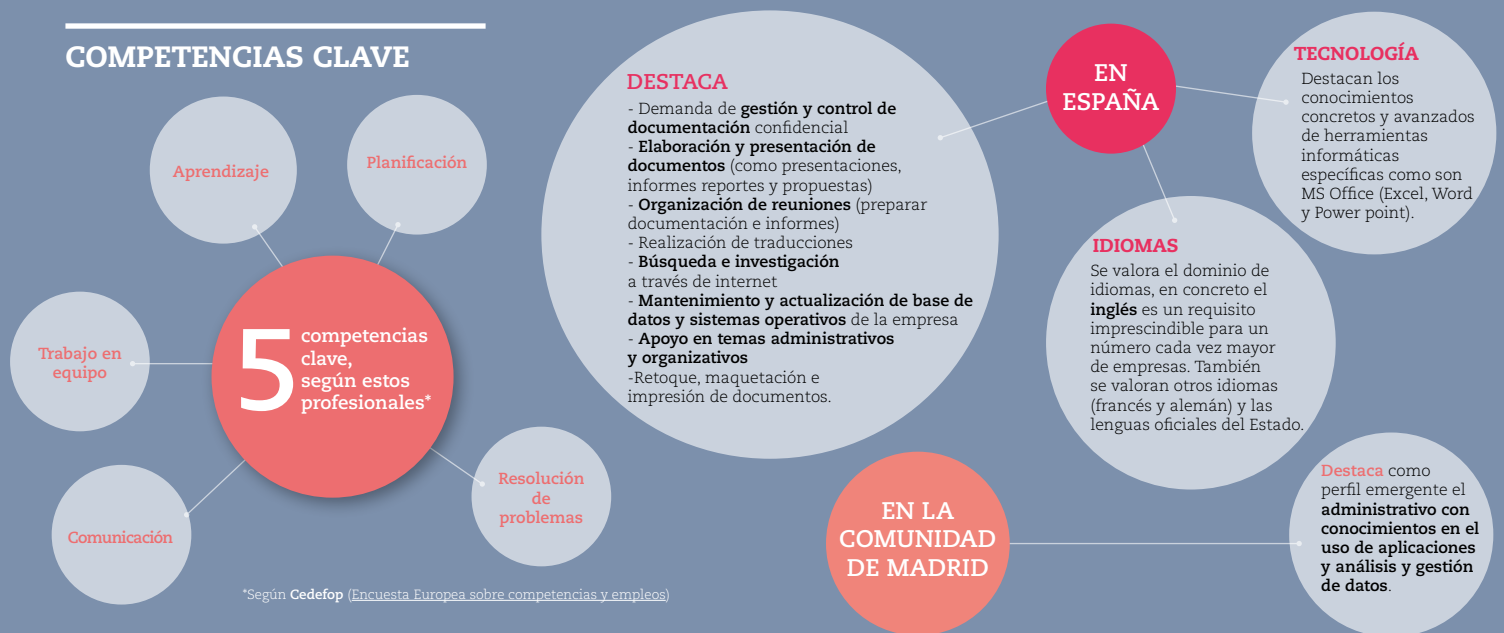 COMPETENCIAS CLAVE
Aprendizaje
Planificación
Trabajo en
equipo
5 competencias
clave,
según estos
profesionales*
Comunicación
Resolución
de
problemas
*Según Cedefop (Encuesta Europea sobre competencias y empleos)
DESTACA
- Demanda de gestión y control de
documentación confidencial
- Elaboración y presentación de
documentos (como presentaciones,
informes reportes y propuestas)
- Organización de reuniones (preparar
documentación e informes)
- Realización de traducciones
- Búsqueda e investigación
a través de internet
- Mantenimiento y actualización de base de
datos y sistemas operativos de la empresa
- Apoyo en temas administrativos
y organizativos
-Retoque, maquetación e
impresión de documentos.
EN
ESPAÑA
TECNOLOGÍA
Destacan los
conocimientos
concretos y avanzados
de herramientas
informáticas
específicas como son
MS Office (Excel, Word
y Power point).
IDIOMAS
Se valora el dominio de
idiomas, en concreto el
inglés es un requisito
imprescindible para un
número cada vez mayor
de empresas. También
se valoran otros idiomas
(francés y alemán) y las
lenguas oficiales del Estado.
EN LA
COMUNIDAD
DE MADRID
Destaca como
perfil emergente el
administrativo con
conocimientos en el
uso de aplicaciones
y análisis y gestión
de datos.